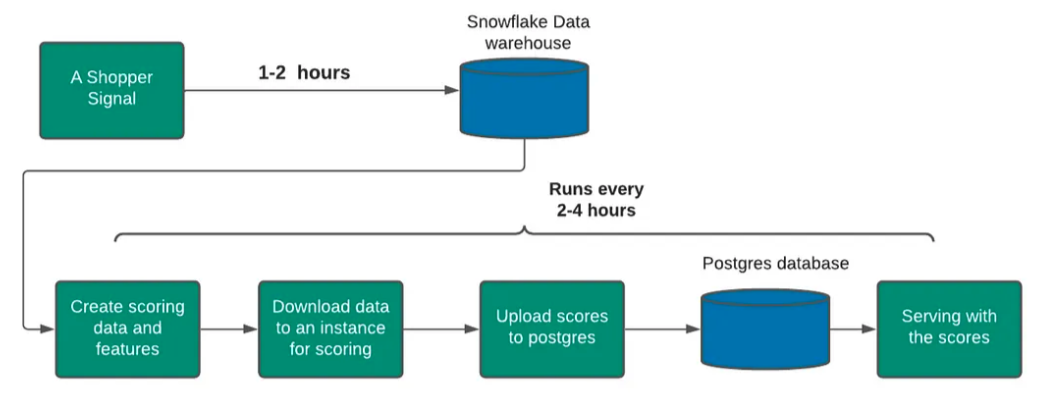 Snowflake Data
warehouse
A Shopper
Signal
1-2 hours
Runs every
2-4 hours
Postgres database
Create scoring
data and
features
Download data
to an instance
for scoring
Upload scores
to postgres
Serving with
the scores